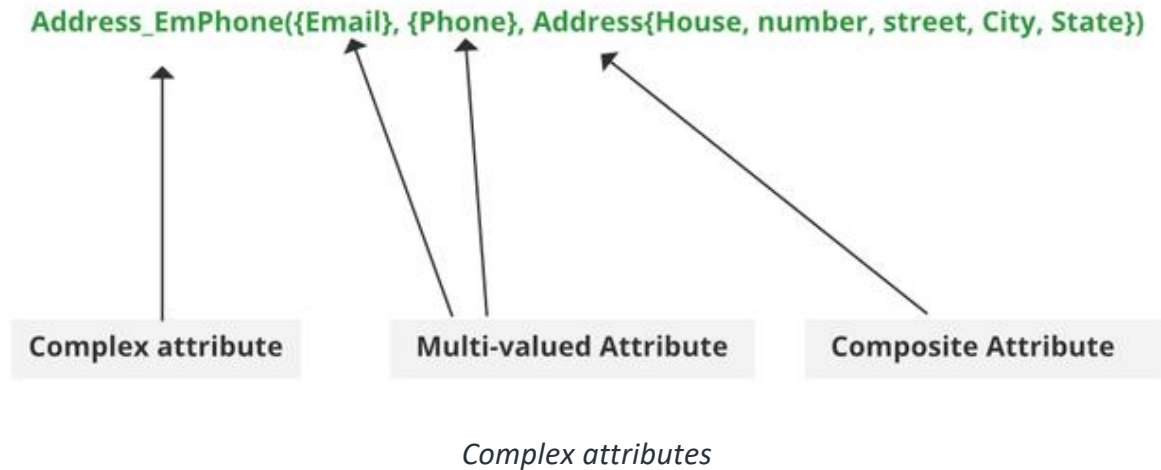 Address_EmPhone({Email}, {Phone}, Address{House, number, street, City, State})
Complex attribute
Multi-valued Attribute
Composite Attribute
Complex attributes